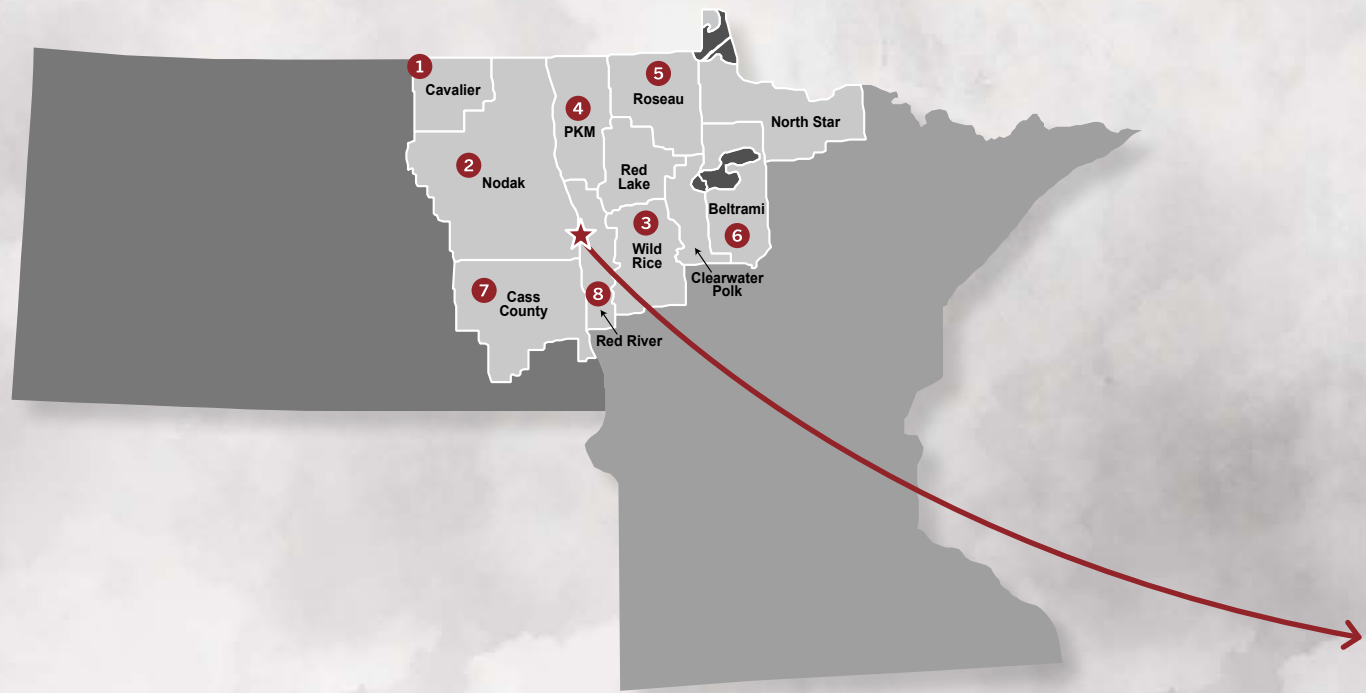 1
Cavalier
5
Roseau
4
PKM
North Star
2
Nodak
Red
Lake
Beltrami
6
3
Wild
Rice
Clearwater
Polk
7
Cass
County
8
Red River